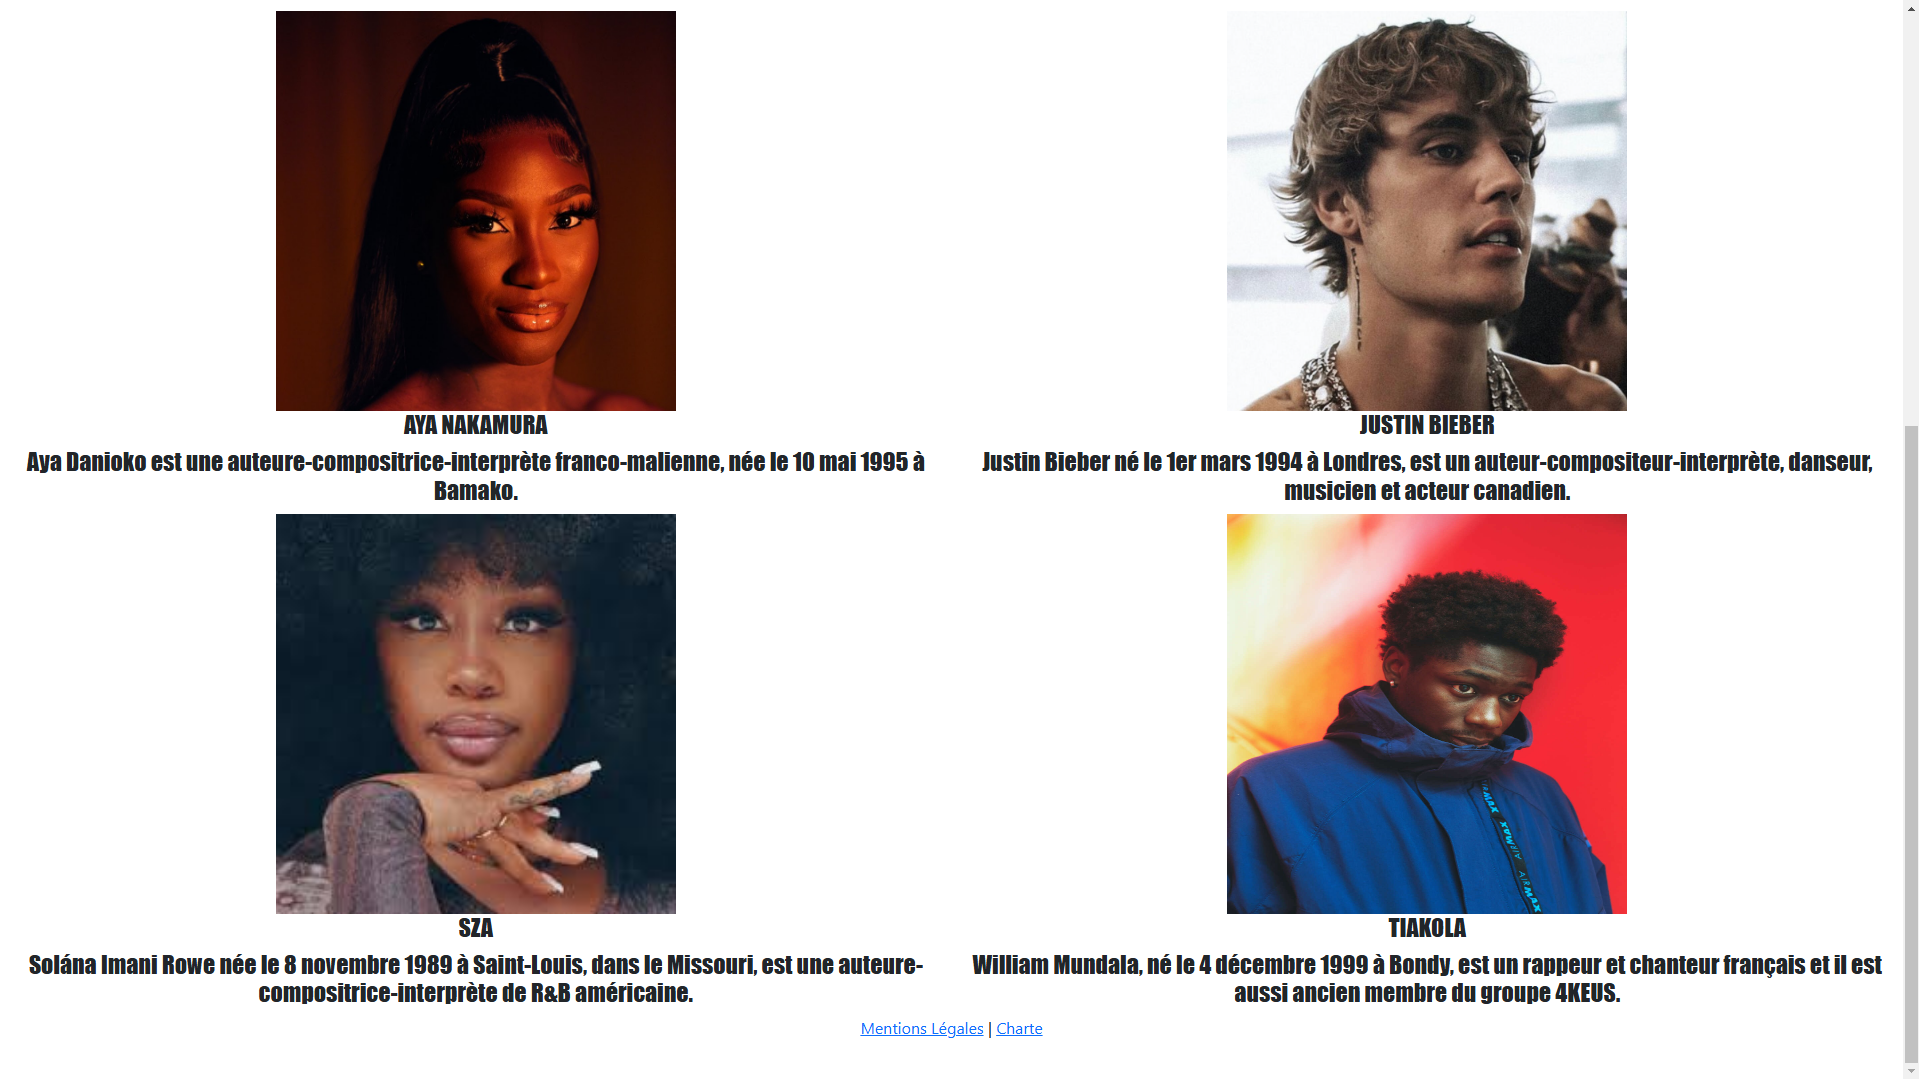 AYA NAKAMURA
Aya Danioko est une auteure-compositrice-interprète franco-malienne, née le 10 mai 1995 à
Bamako.
JUSTIN BIEBER
Justin Bieber né le 1er mars 1994 à Londres, est un auteur-compositeur-interprète, danseur,
musicien et acteur canadien.
SZA
Solána Imani Rowe née le 8 novembre 1989 à Saint-Louis, dans le Missouri, est une auteure-
compositrice-interprète de R&B américaine.
AIRMAX
AIRMAX
AIRMAX
TIAKOLA
William Mundala, né le 4 décembre 1999 à Bondy, est un rappeur et chanteur français et il est
aussi ancien membre du groupe 4KEUS.
Mentions Légales | Charte